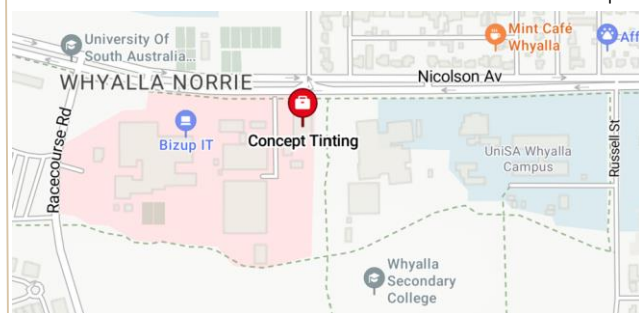 University Of
South Australia...
Mint Café
Whyalla
Aff
WHYALLA NORRIE
Nicolson Av
Racecourse Rd
Bizup IT
Concept Tinting
UniSA Whyalla
Campus
Russell St
Whyalla
Secondary
College